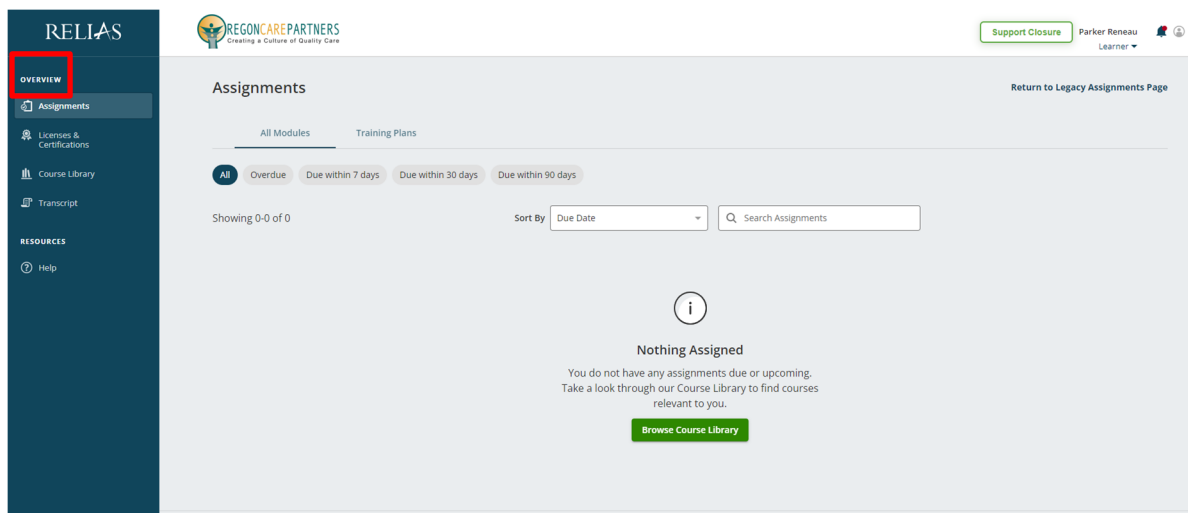 RELIAS
OVERVIEW
Assignments
Licenses &
Certifications
Course Library
Transcript
RESOURCES
Help
REGONCAREPARTNERS
Creating a Culture of Quality Care
Support Closure
Parker Reneau
Learner
Assignments
Return to Legacy Assignments Page
All Modules
Training Plans
All
Overdue
Due within 7 days
Due within 30 days
Due within 90 days
Showing 0-0 of 0
Sort By
Due Date
Search Assignments
i
Nothing Assigned
You do not have any assignments due or upcoming.
Take a look through our Course Library to find courses
relevant to you.
Browse Course Library